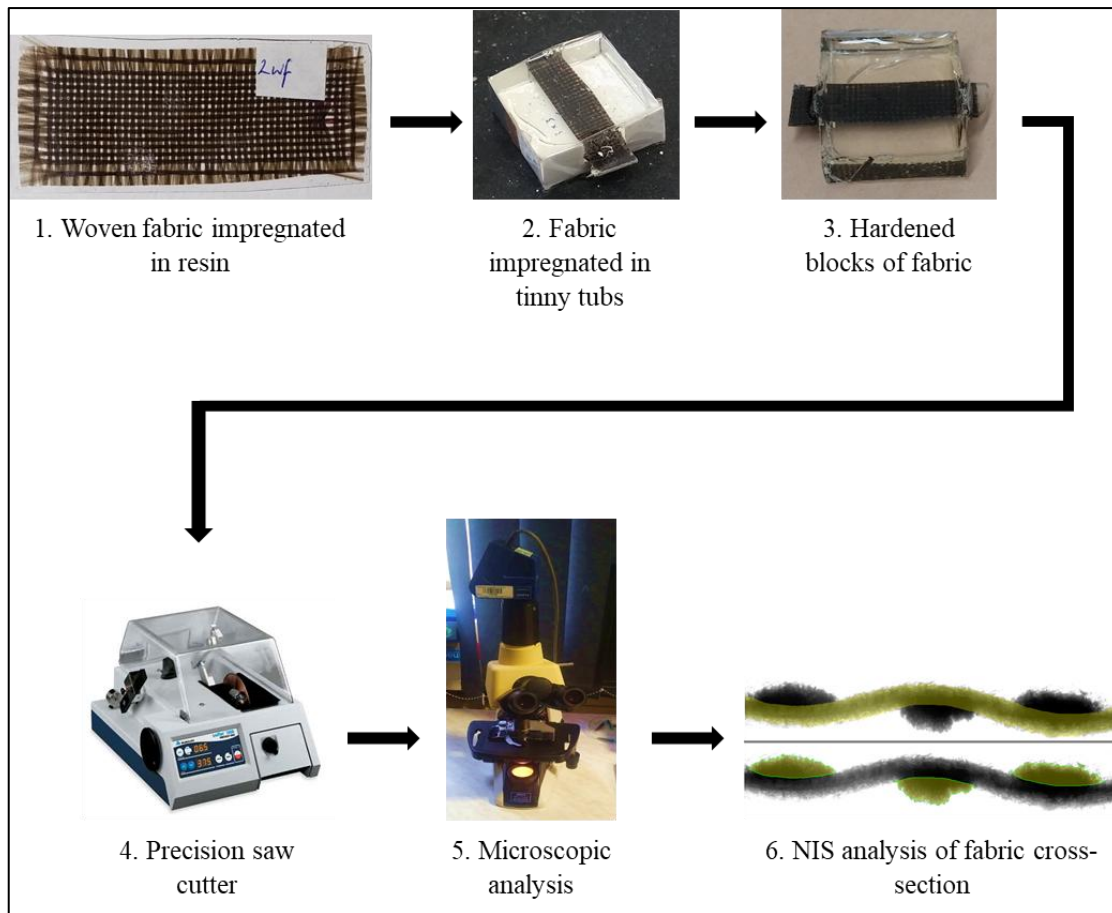 2wf
1. Woven fabric impregnated
in resin
2. Fabric
impregnated in
tinny tubs
3. Hardened
blocks of fabric
4. Precision saw
cutter
5. Microscopic
analysis
6. NIS analysis of fabric cross-
section